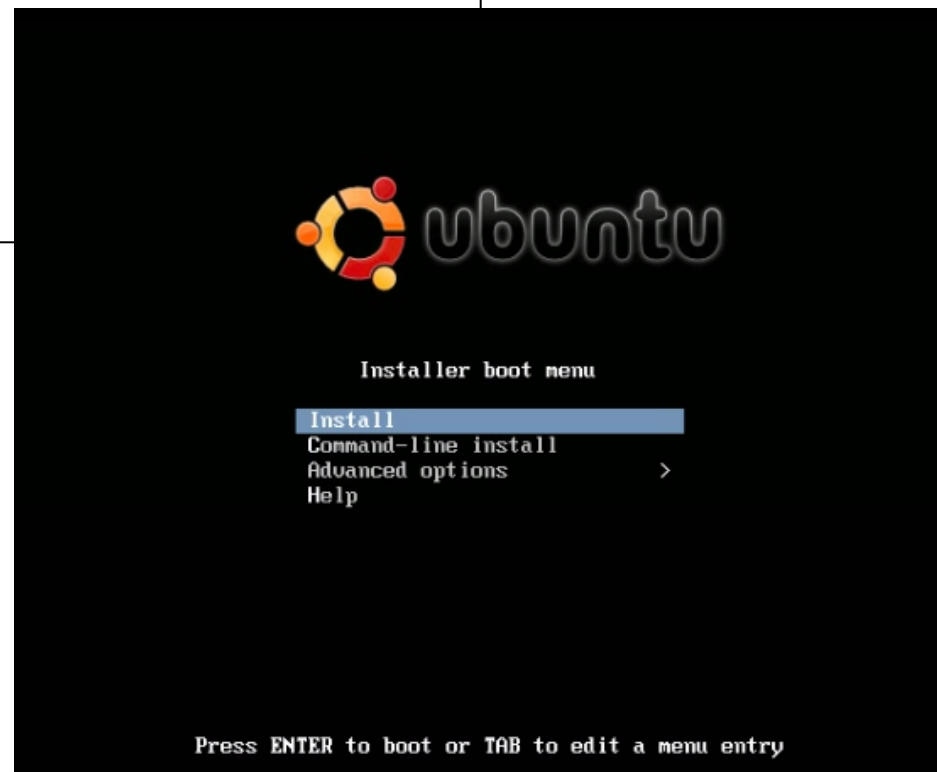 ubuntu
Installer boot menu
Install
Command-line install
Advanced options >
Help
Press ENTER to boot or TAB to edit a menu entry